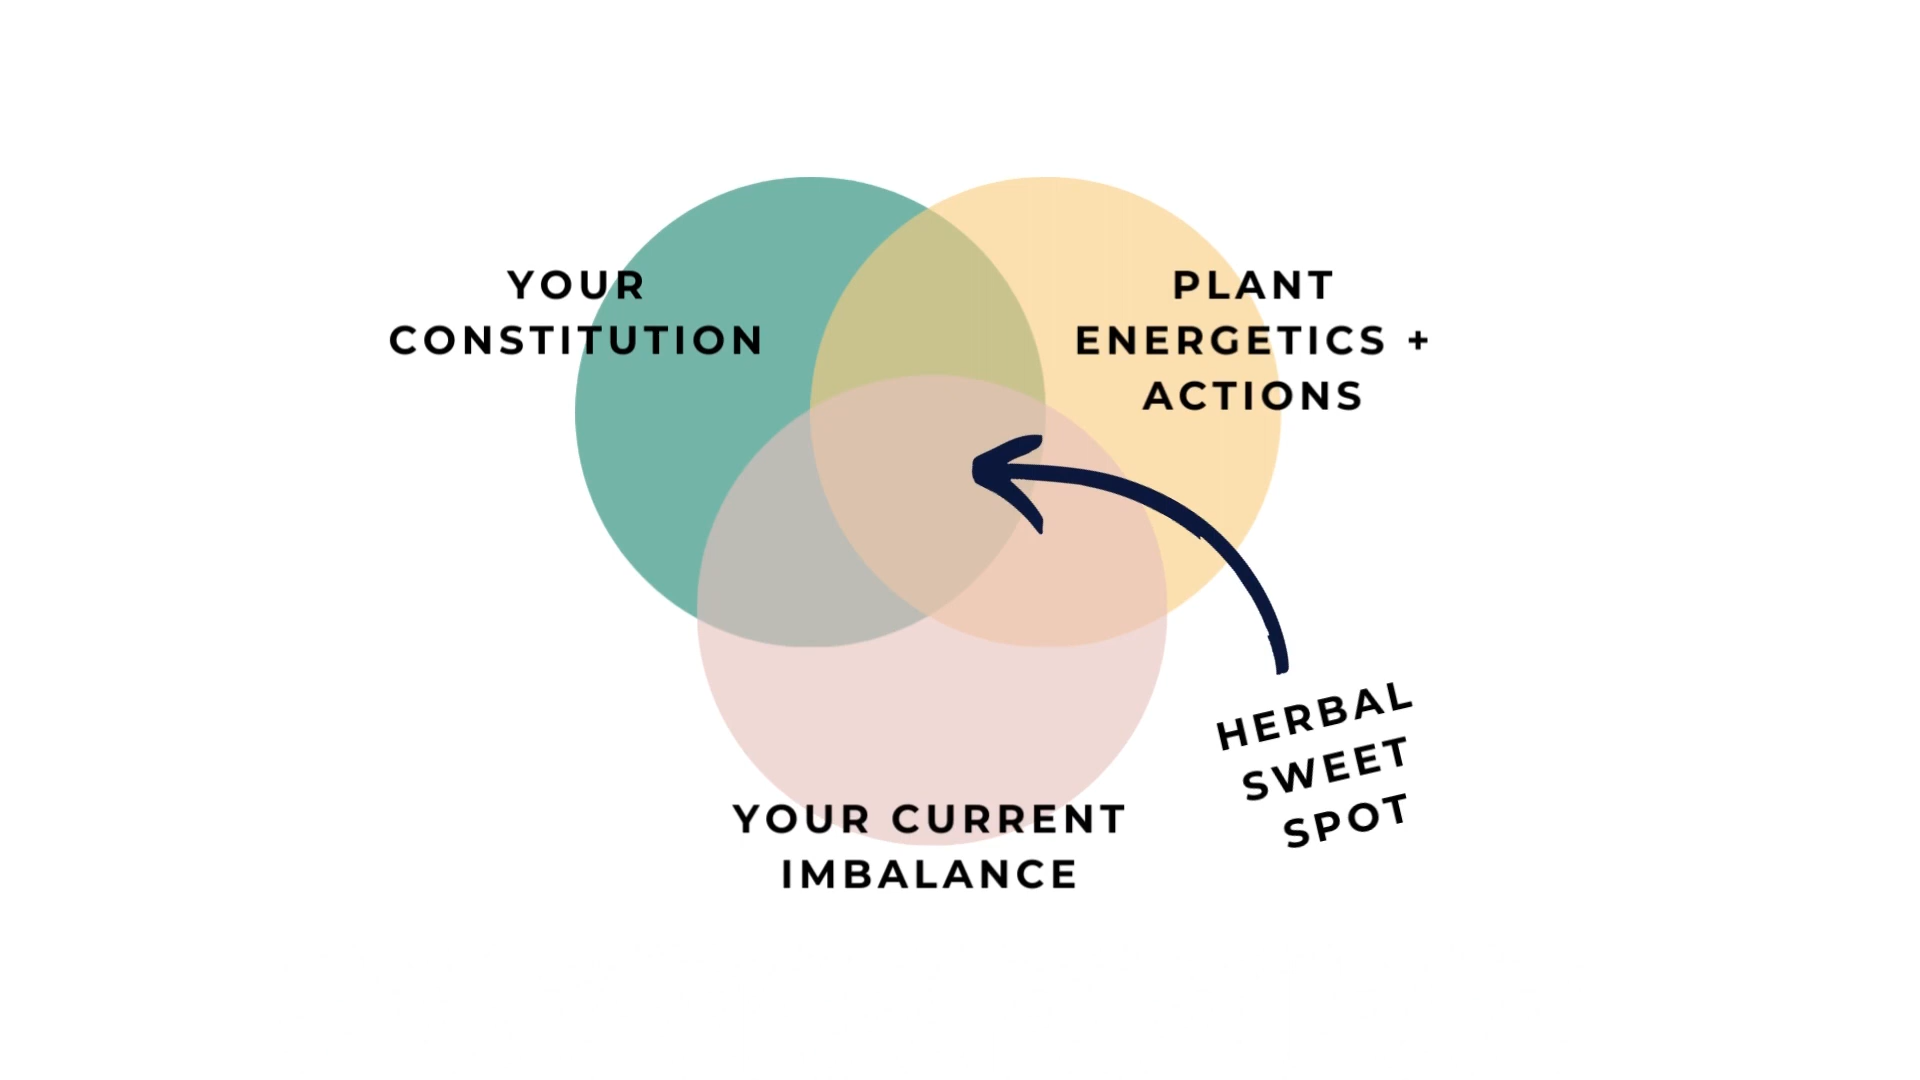 YOUR
CONSTITUTION
PLANT
ENERGETICS +
ACTIONS
HERBAL
SWEET
SPOT
YOUR CURRENT
IMBALANCE